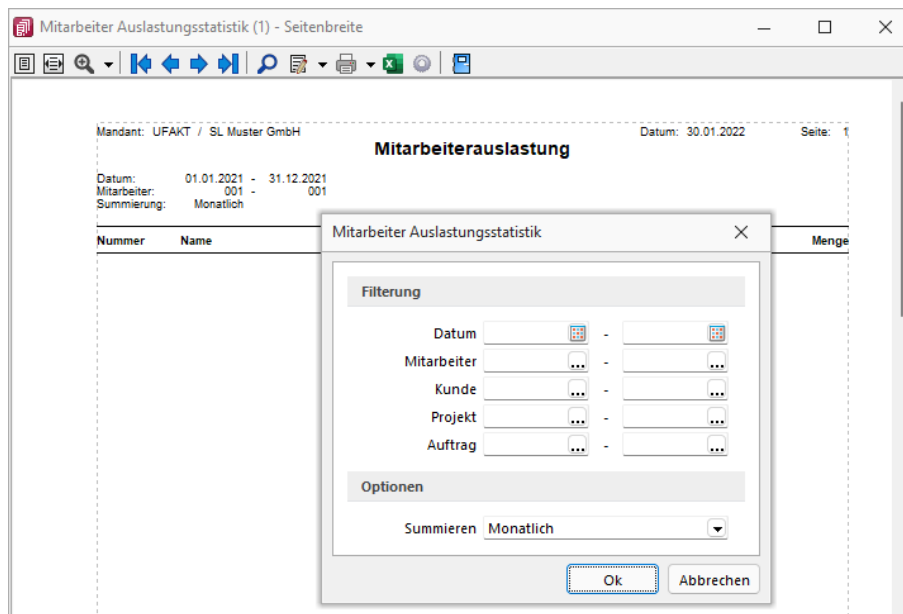 Mitarbeiter Auslastungsstatistik (1) - Seitenbreite
Mandant: UFAKT / SL Muster GmbH Datum: 30.01.2022 Seite: 1
Mitarbeiterauslastung
Datum: 01.01.2021 - 31.12.2021
Mitarbeiter: 001 - 001
Summierung: Monatlich
Nummer Name Menge
Mitarbeiter Auslastungsstatistik
Filterung
Datum -
Mitarbeiter ... - ...
Kunde ... - ...
Projekt ... - ...
Auftrag ... - ...
Optionen
Summieren Monatlich
Ok Abbrechen